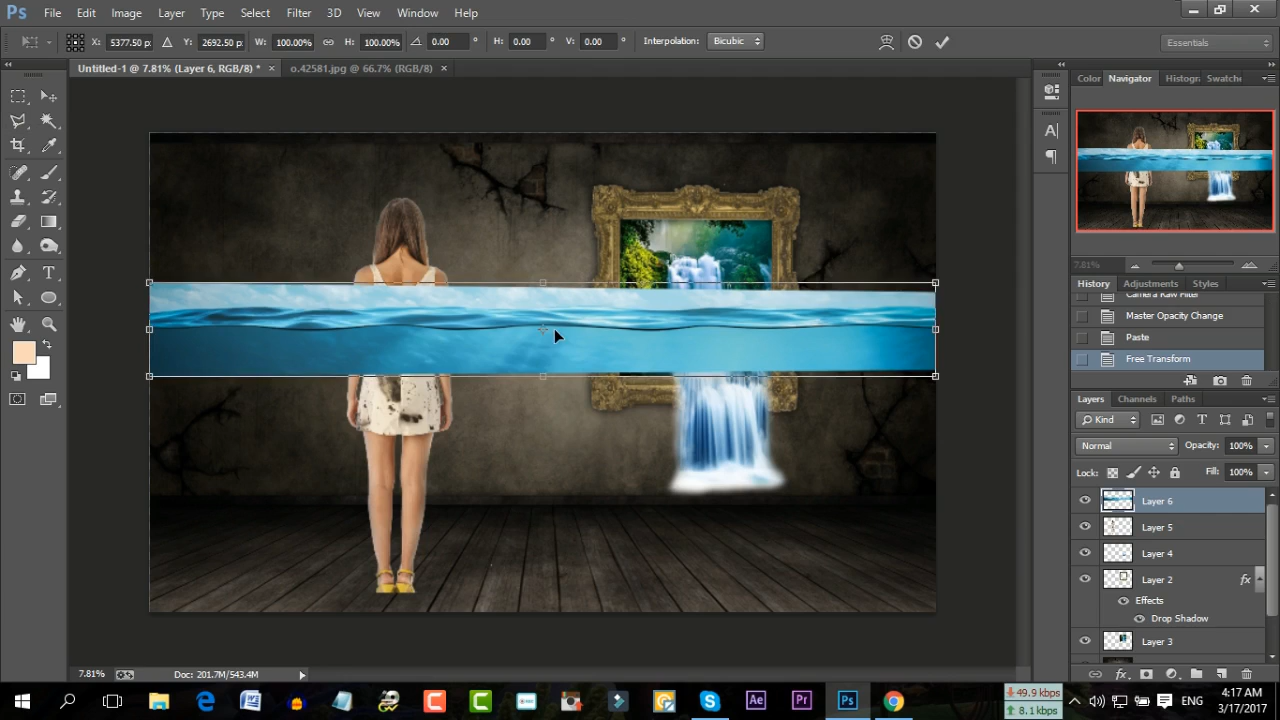 Ps File Edit Image Layer Type Select Filter 3D View Window Help
X: 5377.50 px Y: 2692.50 px W: 100.00% H: 100.00% 0.00 ° H: 0.00 ° V: 0.00 ° Interpolation: Bicubic Essentials
Untitled-1 @ 7.81% (Layer 6, RGB/8) * × o.42581.jpg @ 66.7% (RGB/8) ×
Color Navigator Histogr Swatche
7.81%
History Adjustments Styles
Camera Raw Filter
Master Opacity Change
Paste
Free Transform
Layers Channels Paths
Kind
Normal Opacity: 100%
Lock: Fill: 100%
Layer 6
Layer 5
Layer 4
Layer 2 fx
Effects
Drop Shadow
Layer 3
7.81% Doc: 201.7M/543.4M
49.9 kbps
8.1 kbps
Ae Pr Ps
ENG
4:17 AM
3/17/2017